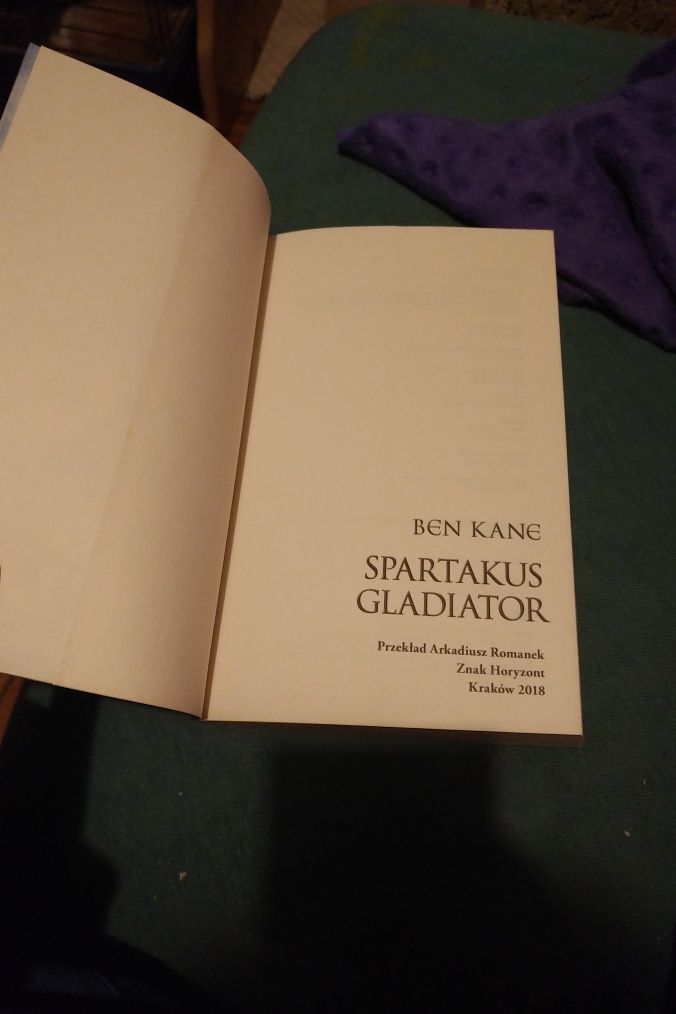 BEN KANE
SPARTAKUS
GLADIATOR
Przekład Arkadiusz Romanek
Znak Horyzont
Kraków 2018